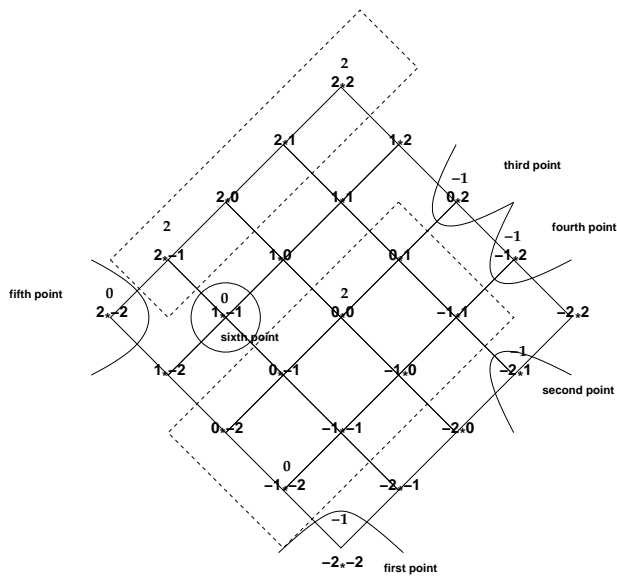 2
2*2
2*1 1*2
third point
−1
2*0 1*1 0*2
2
fourth point
−1
2*−1 1*0 0*1 −1*2
fifth point
0 0 2
2*−2 1*−1 0*0 −1*1 −2*2
sixth point
−1
1*−2 0*−1 −1*0 −2*1
second point
0*−2 −1*−1 −2*0
0
−1*−2 −2*−1
−1
−2*−2
first point